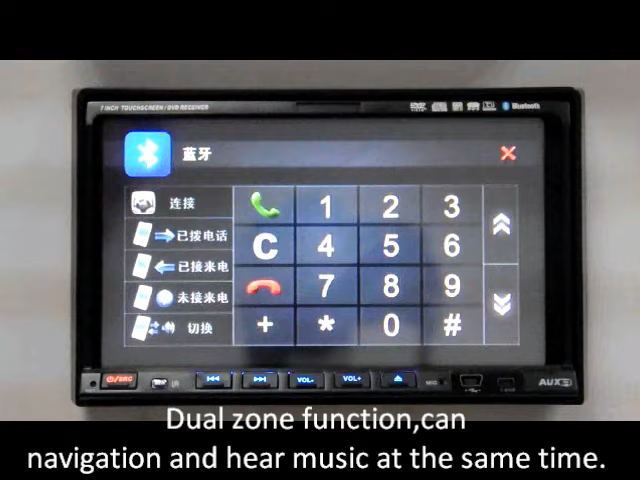 7 INCH TOUCHSCREEN / DVD RECEIVER
Bluetooth
蓝牙
连接
1 2 3
已拨电话
C 4 5 6
已接来电
7 8 9
未接来电
+ * 0 #
切换
SRC
VOL-
VOL+
AUX
Dual zone function,can
navigation and hear music at the same time.